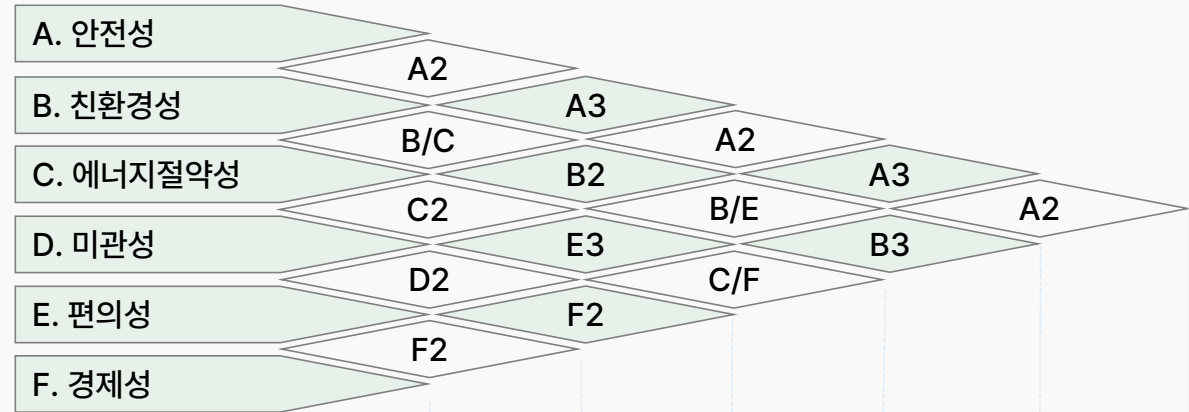 A. 안전성
A2
B. 친환경성
A3
B/C
A2
C. 에너지절약성
B2
A3
C2
B/E
A2
D. 미관성
E3
B3
D2
C/F
E. 편의성
F2
F2
F. 경제성